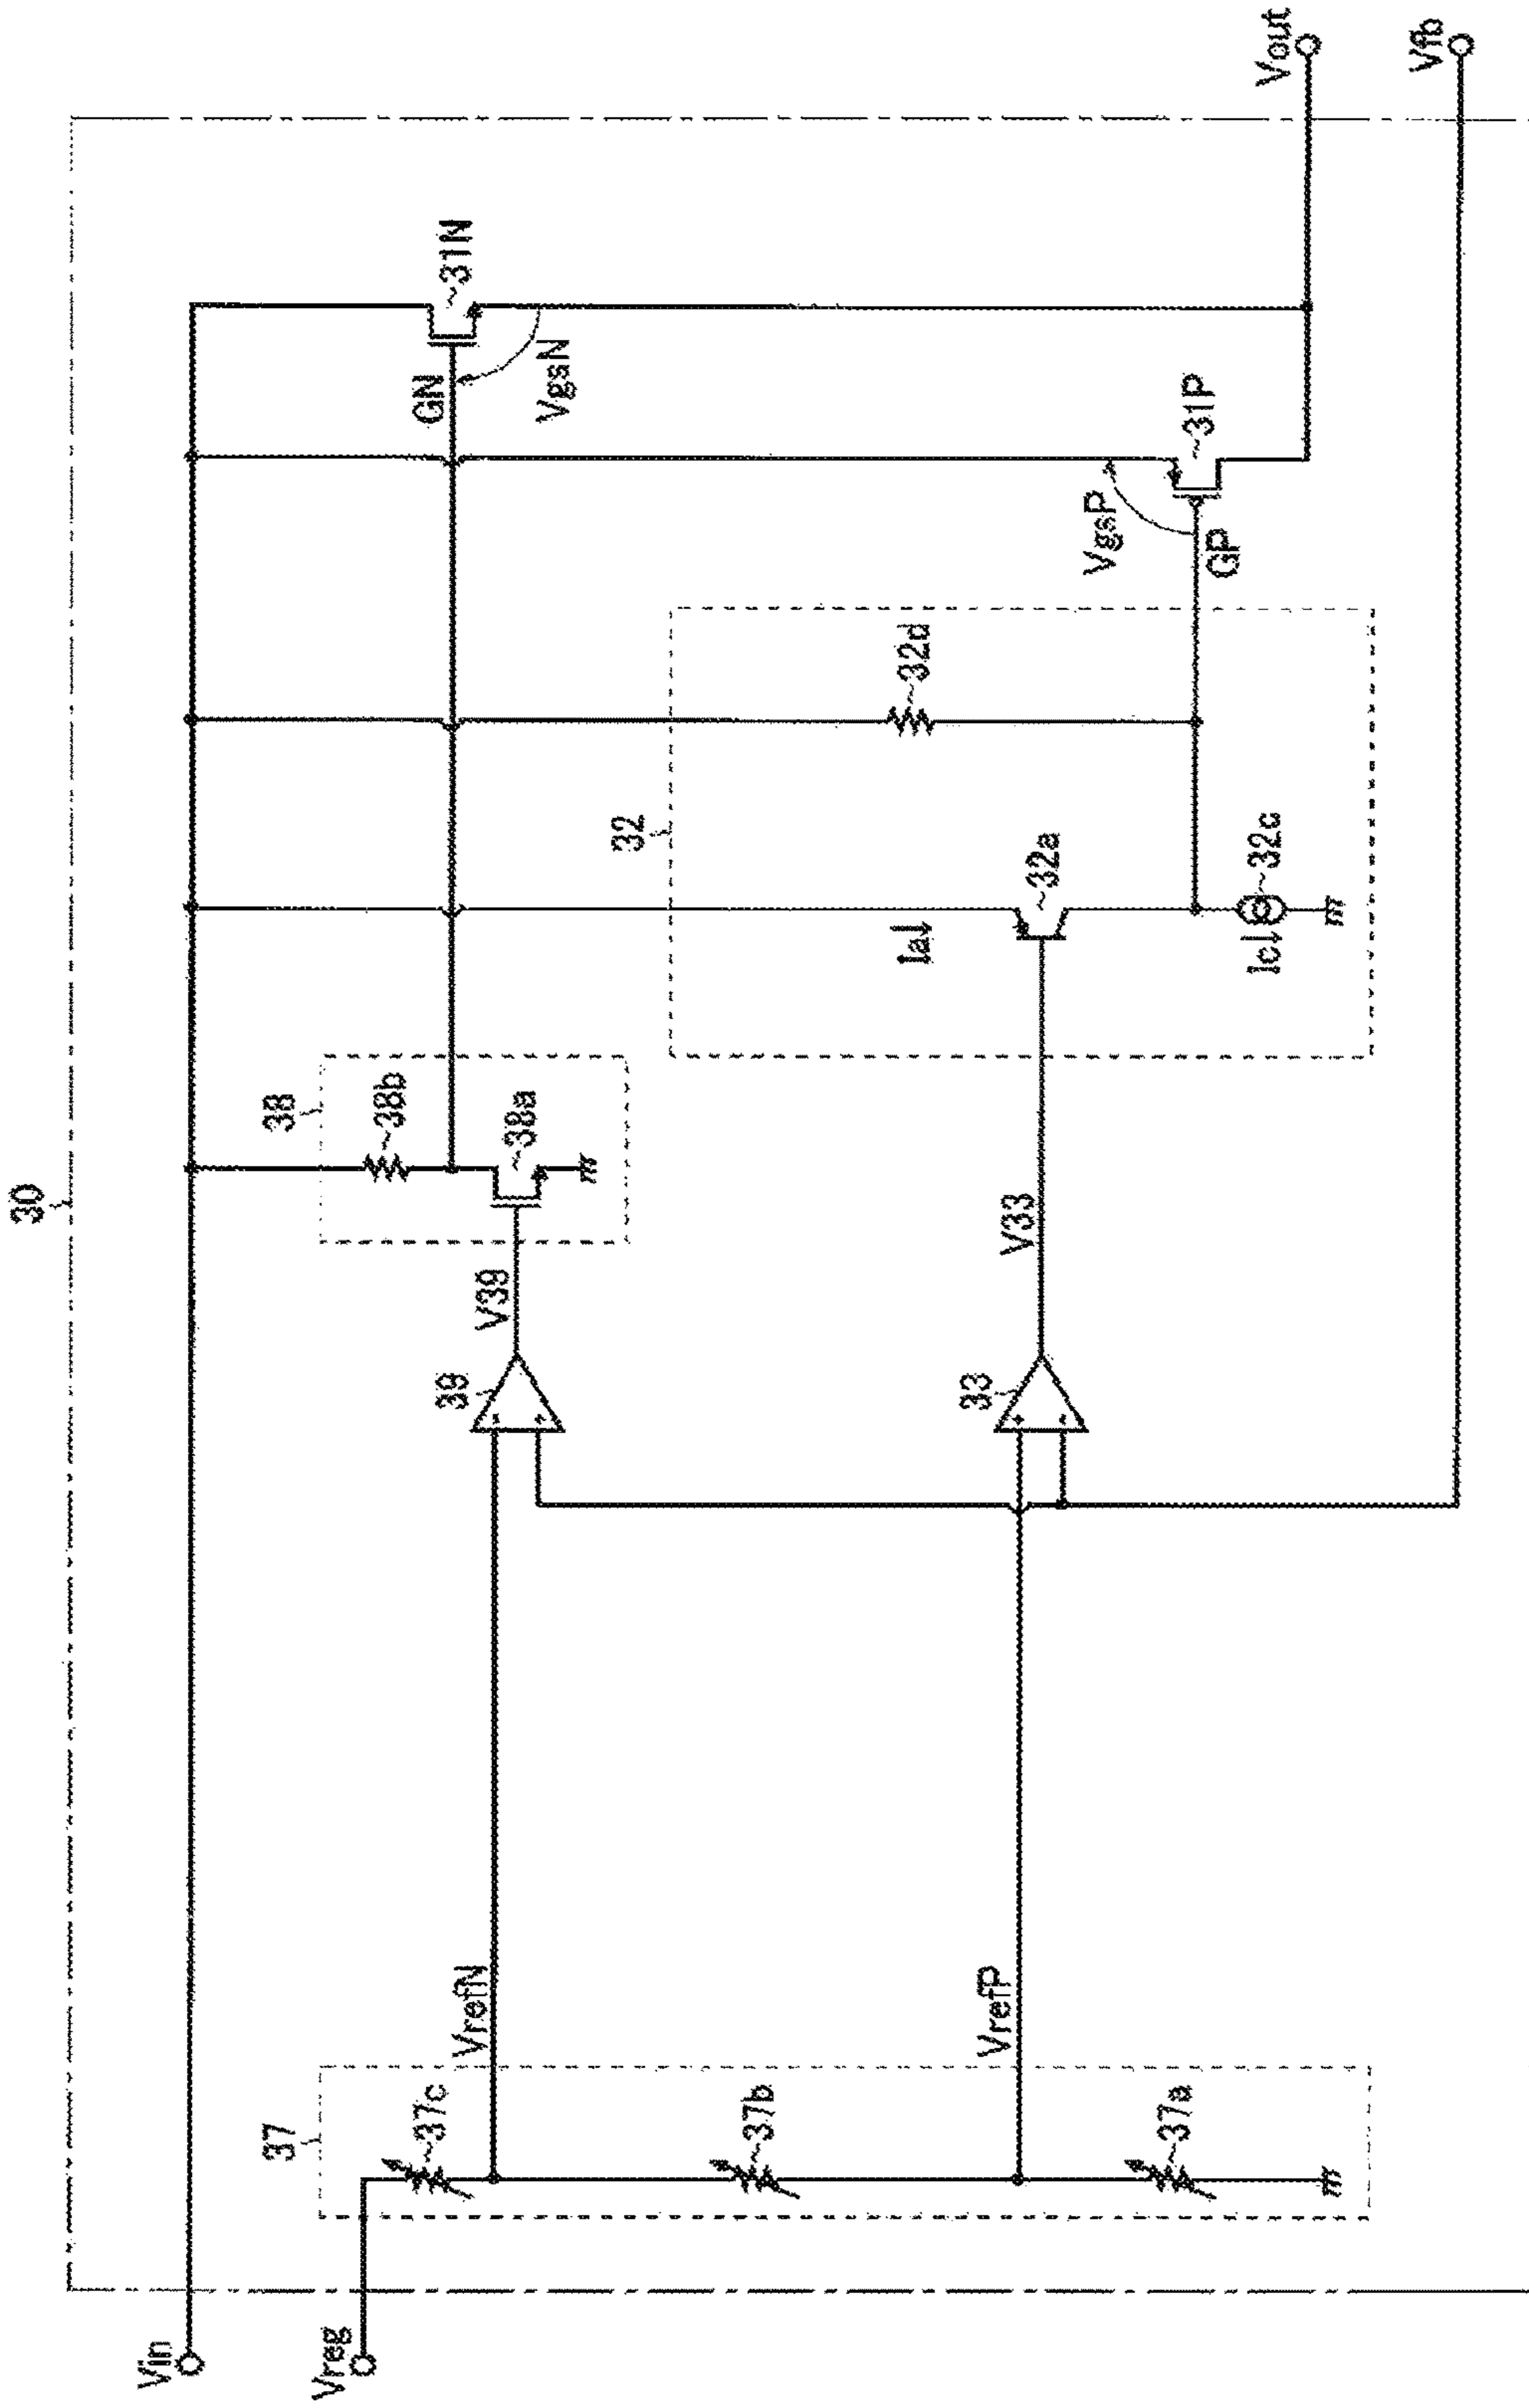 30
Vin
Vreg
37
37c
37b
37a
VrefN
VrefP
39
33
V39
V33
38
38b
38a
32
32a
32c
32d
Ia↓
Ic↓
GN
VgsN
31N
VgsP
GP
31P
Vout
Vfb